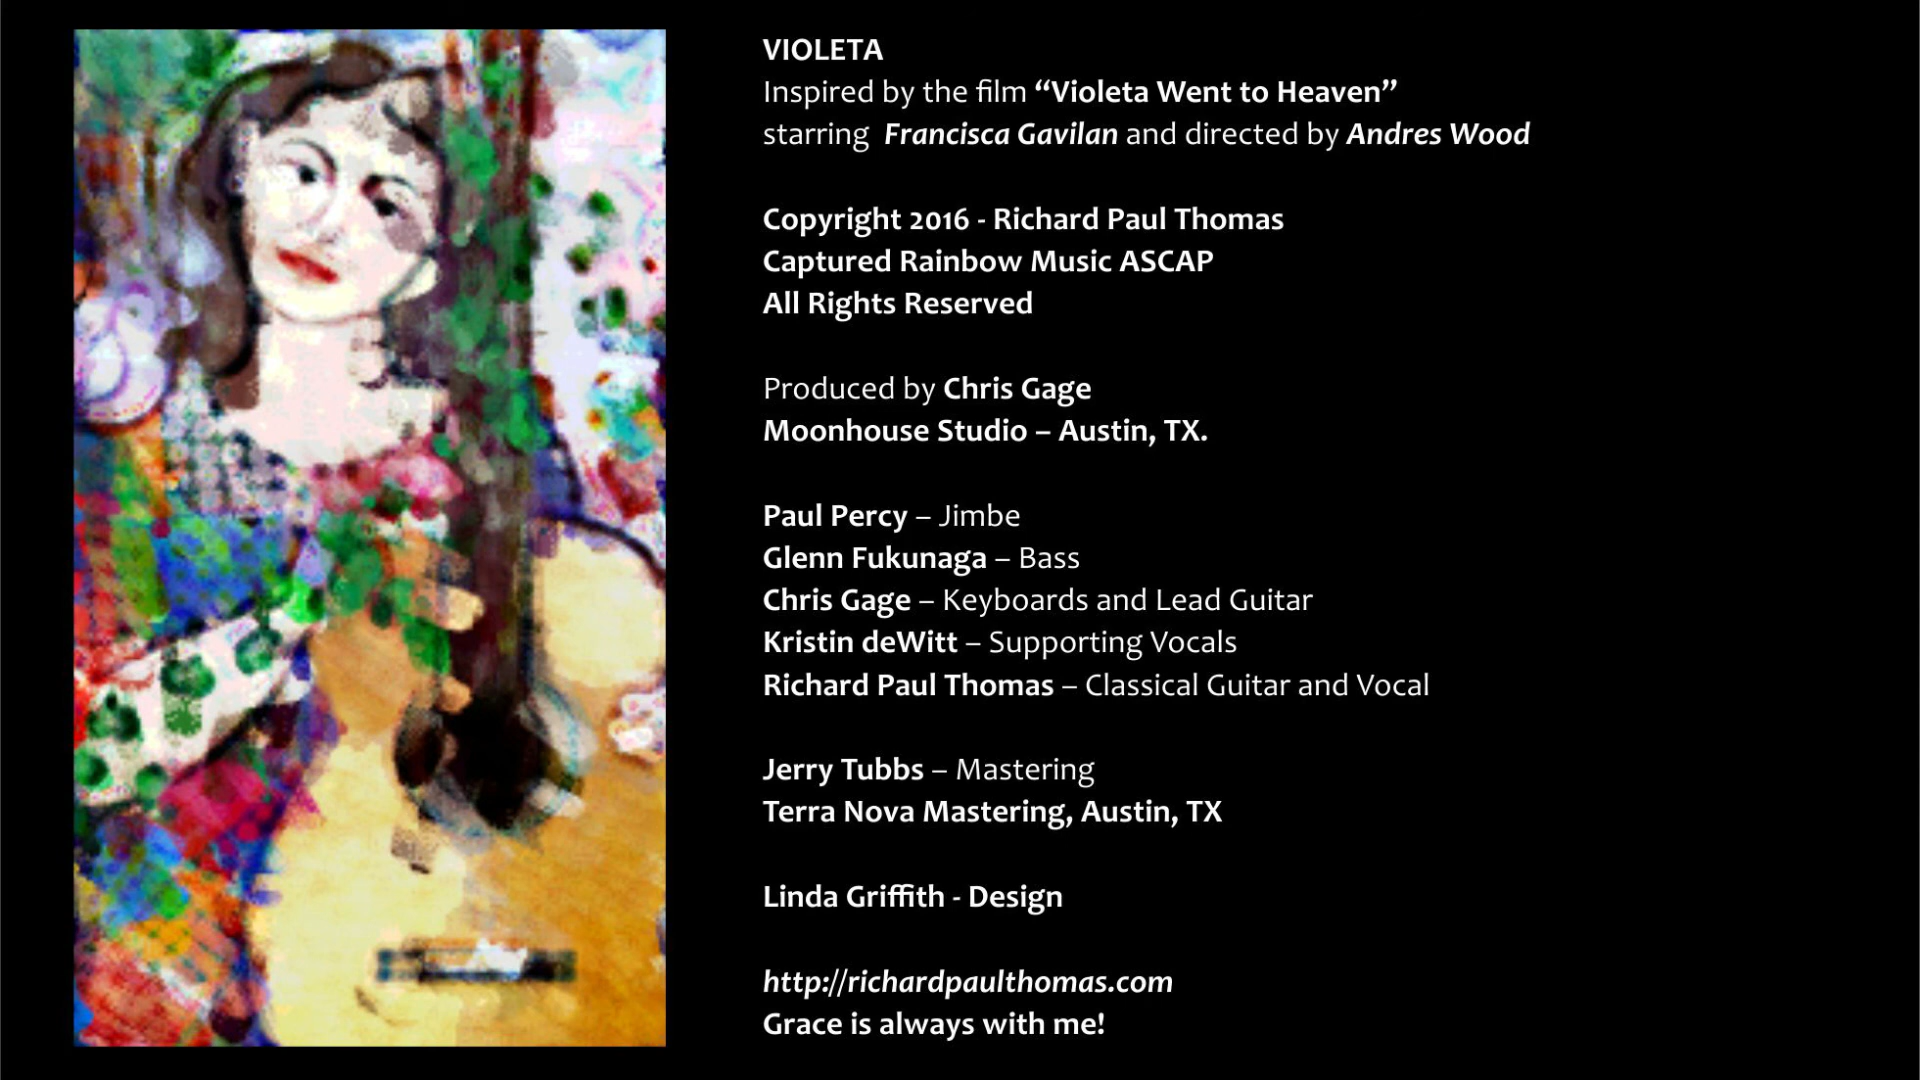 VIOLETA
Inspired by the film “Violeta Went to Heaven”
starring Francisca Gavilan and directed by Andres Wood
Copyright 2016 - Richard Paul Thomas
Captured Rainbow Music ASCAP
All Rights Reserved
Produced by Chris Gage
Moonhouse Studio – Austin, TX.
Paul Percy – Jimbe
Glenn Fukunaga – Bass
Chris Gage – Keyboards and Lead Guitar
Kristin deWitt – Supporting Vocals
Richard Paul Thomas – Classical Guitar and Vocal
Jerry Tubbs – Mastering
Terra Nova Mastering, Austin, TX
Linda Griffith - Design
http://richardpaulthomas.com
Grace is always with me!